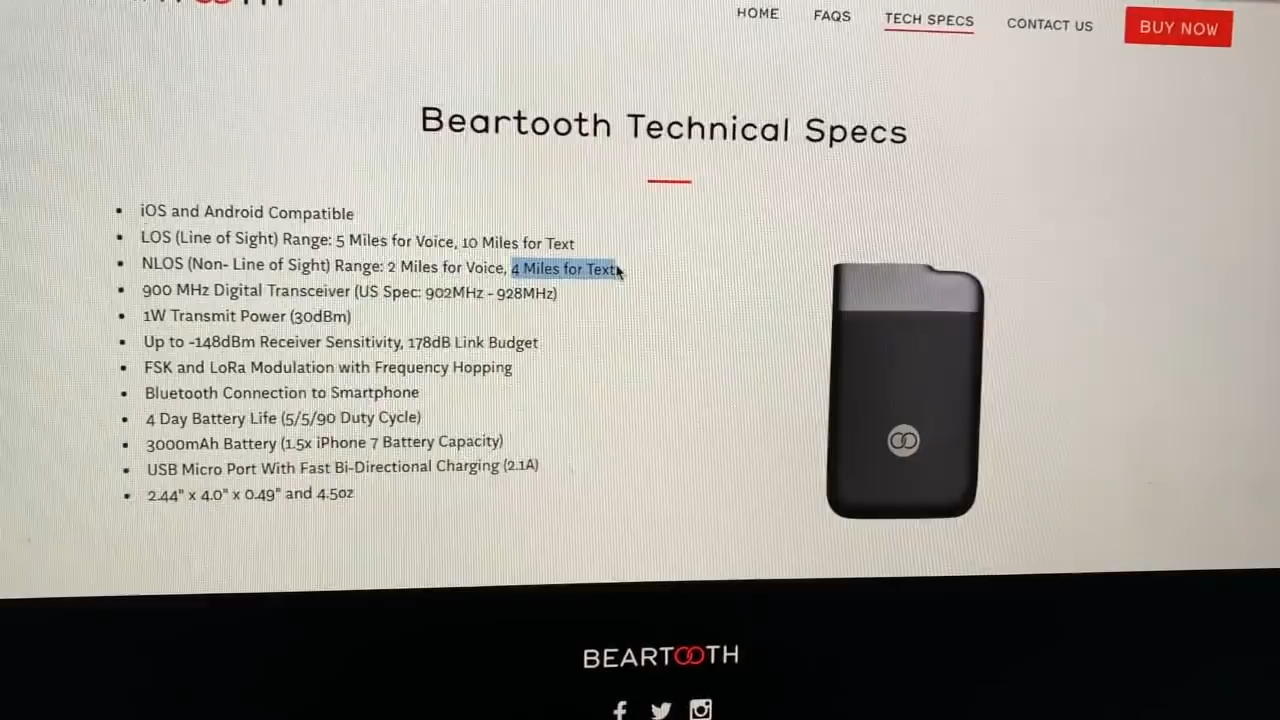 HOME FAQS TECH SPECS CONTACT US BUY NOW
Beartooth Technical Specs
• iOS and Android Compatible
• LOS (Line of Sight) Range: 5 Miles for Voice, 10 Miles for Text
• NLOS (Non- Line of Sight) Range: 2 Miles for Voice, 4 Miles for Text
• 900 MHz Digital Transceiver (US Spec: 902MHz - 928MHz)
• 1W Transmit Power (30dBm)
• Up to -148dBm Receiver Sensitivity, 178dB Link Budget
• FSK and LoRa Modulation with Frequency Hopping
• Bluetooth Connection to Smartphone
• 4 Day Battery Life (5/5/90 Duty Cycle)
• 3000mAh Battery (1.5x iPhone 7 Battery Capacity)
• USB Micro Port With Fast Bi-Directional Charging (2.1A)
• 2.44" x 4.0" x 0.49" and 4.5oz
BEARTOOTH